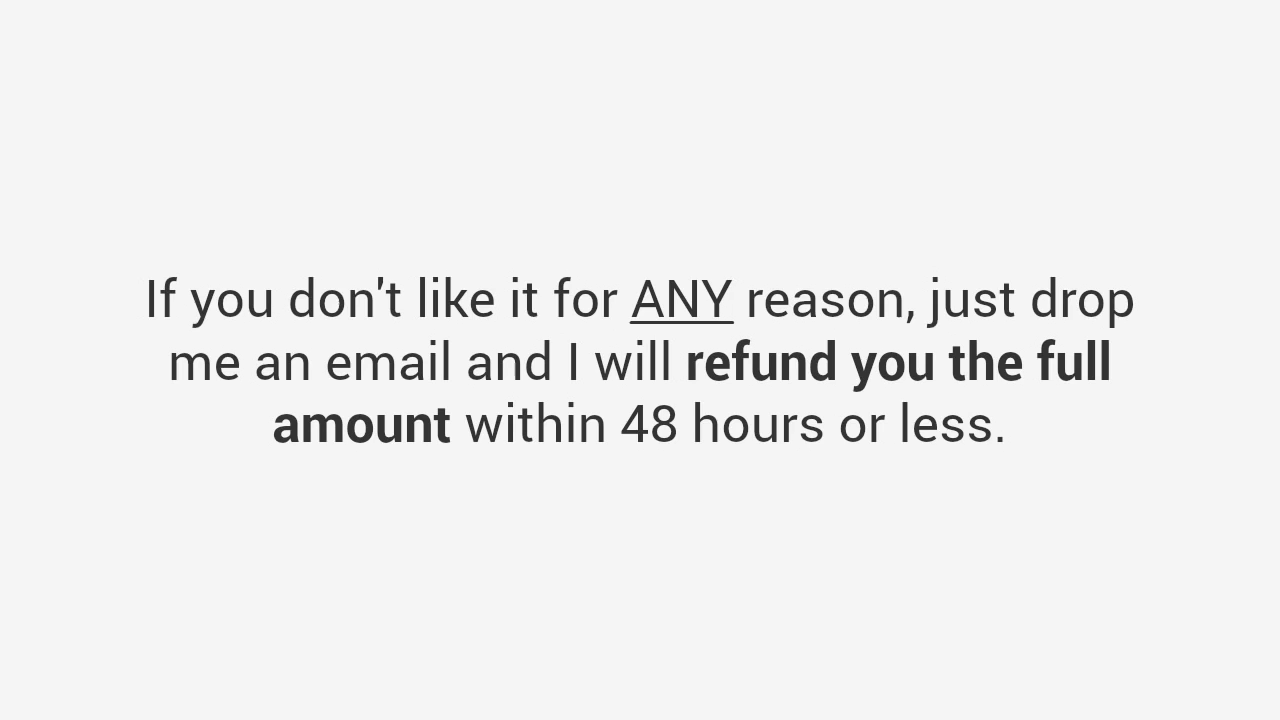 If you don't like it for ANY reason, just drop
me an email and I will refund you the full
amount within 48 hours or less.